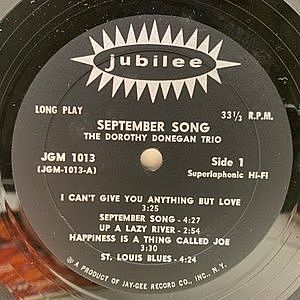 jubilee
LONG PLAY 33⅓ R.P.M.
SEPTEMBER SONG
THE DOROTHY DONEGAN TRIO
JGM 1013 Side 1
(JGM-1013-A) Superlaphonic Hi-Fi
I CAN'T GIVE YOU ANYTHING BUT LOVE
3:25
SEPTEMBER SONG - 4:27
UP A LAZY RIVER - 2:54
HAPPINESS IS A THING CALLED JOE
3:30
ST. LOUIS BLUES - 4:24
A PRODUCT OF JAY-GEE RECORD CO., INC., N. Y.